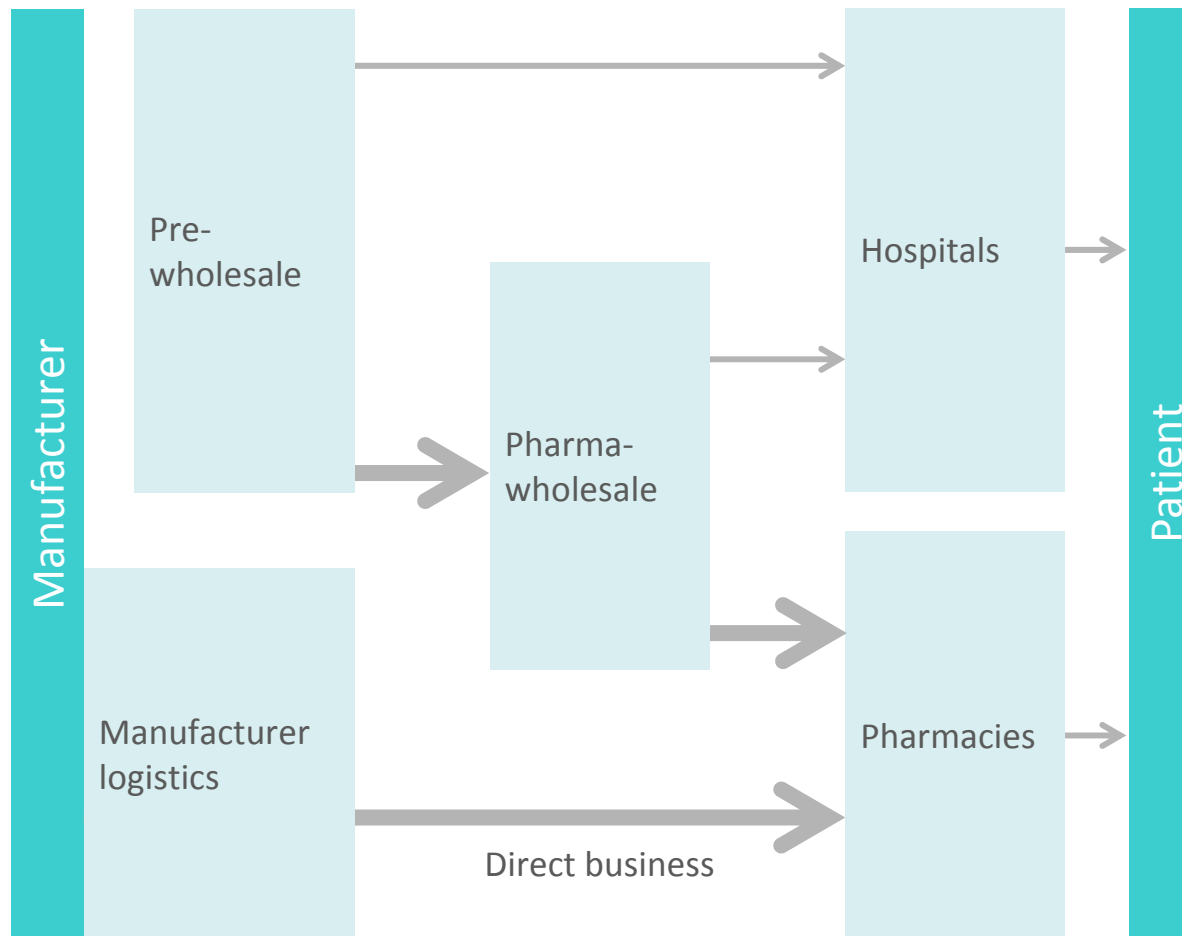 Manufacturer
Pre-
wholesale
Manufacturer
logistics
Pharma-
wholesale
Direct business
Hospitals
Pharmacies
Patient